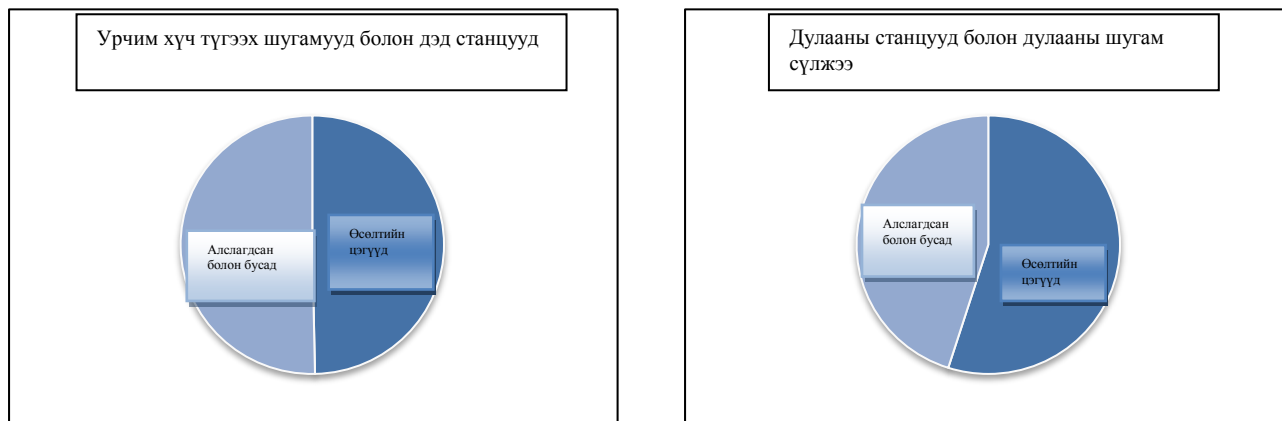 Урчим хүч түгээх шугамууд болон дэд станцууд
Алслагдсан
болон бусад
Өсөлтийн
цэгүүд
Дулааны станцууд болон дулааны шугам
сүлжээ
Алслагдсан
болон бусад
Өсөлтийн
цэгүүд